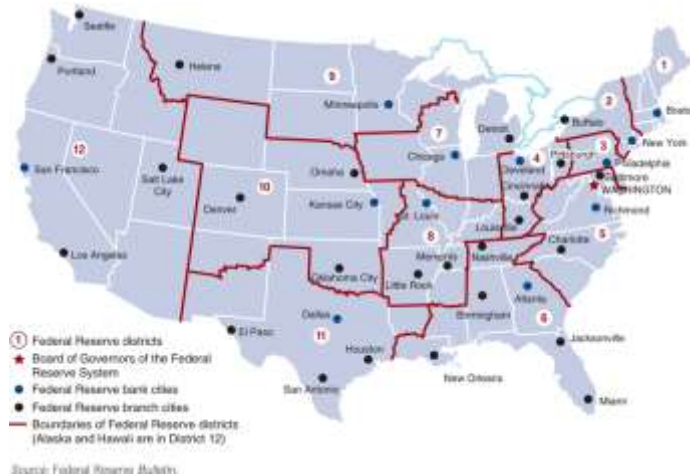 Seattle
Portland
Helena
9
1
Minneapolis
2
Boston
Buffalo
7
Detroit
New York
3
12
Chicago
Cleveland
4
Pittsburgh
Philadelphia
San Francisco
Salt Lake
City
Omaha
Cincinnati
Baltimore
WASHINGTON
10
Denver
Kansas City
St. Louis
Louisville
Richmond
8
5
Los Angeles
Oklahoma City
Memphis
Nashville
Charlotte
Little Rock
Dallas
Birmingham
Atlanta
6
El Paso
11
Houston
Jacksonville
San Antonio
New Orleans
Miami
1 Federal Reserve districts
Board of Governors of the Federal
Reserve System
Federal Reserve bank cities
Federal Reserve branch cities
Boundaries of Federal Reserve districts
(Alaska and Hawaii are in District 12)
Source: Federal Reserve Bulletin.